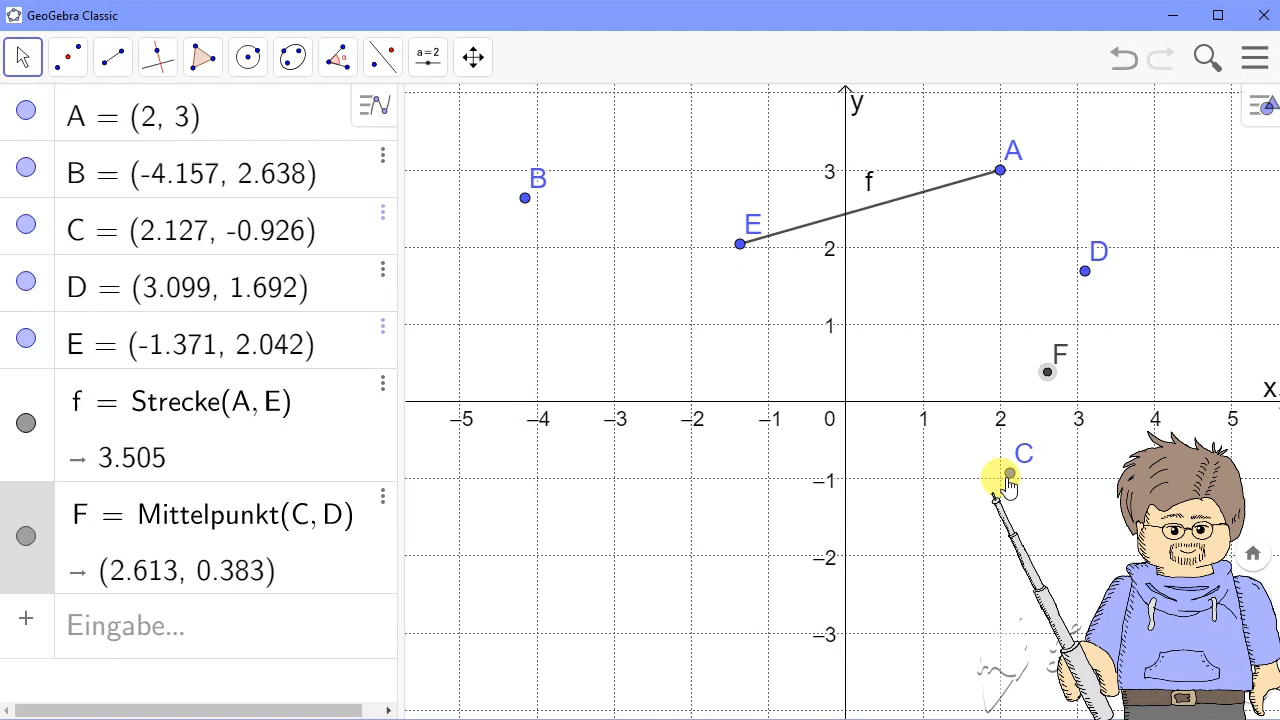 GeoGebra Classic
a=2
A = (2, 3)
B = (-4.157, 2.638)
C = (2.127, -0.926)
D = (3.099, 1.692)
E = (-1.371, 2.042)
f = Strecke(A, E)
→ 3.505
F = Mittelpunkt(C, D)
→ (2.613, 0.383)
+ Eingabe...
y
A
3
f
B
E
2
D
1
F
x
–5 –4 –3 –2 –1 0 1 2 3 4 5
C
–1
–2
–3